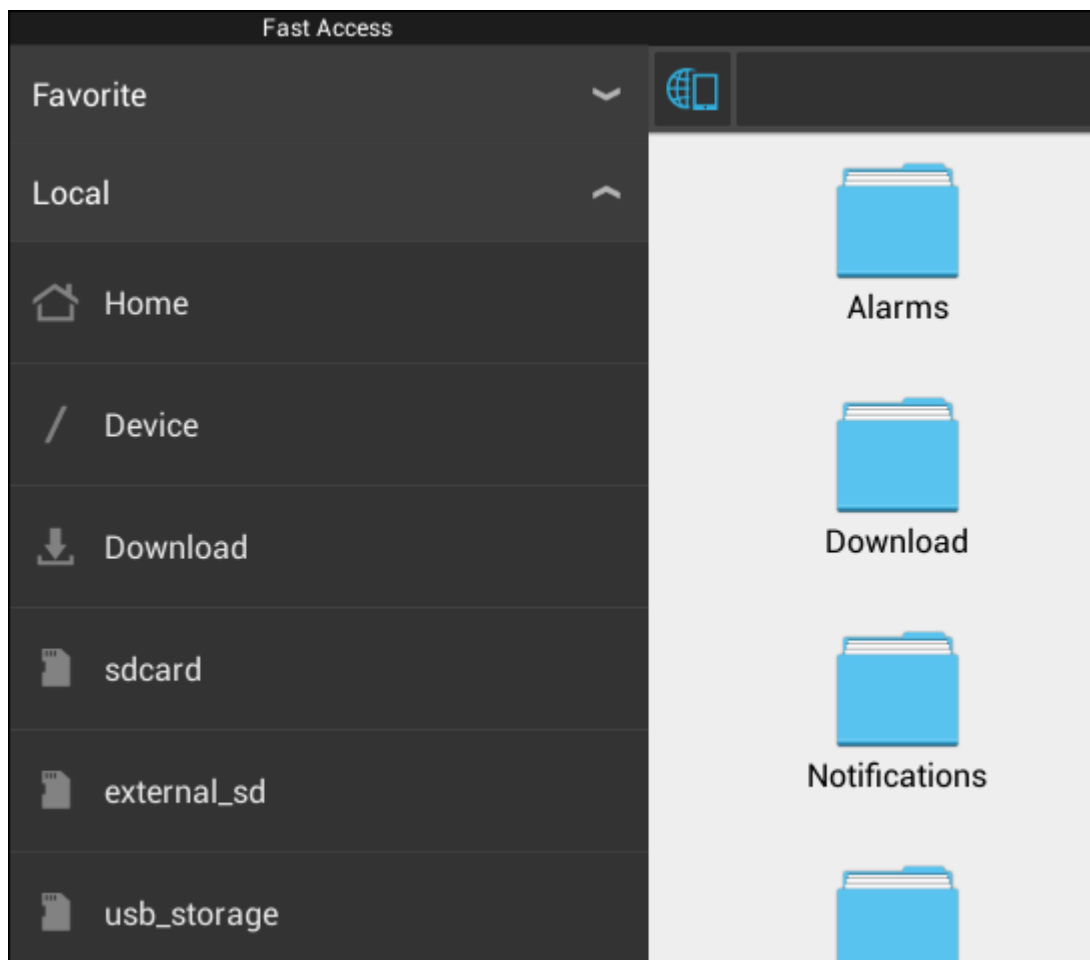 Fast Access
Favorite
Local
Home
Device
Download
sdcard
external_sd
usb_storage
Alarms
Download
Notifications